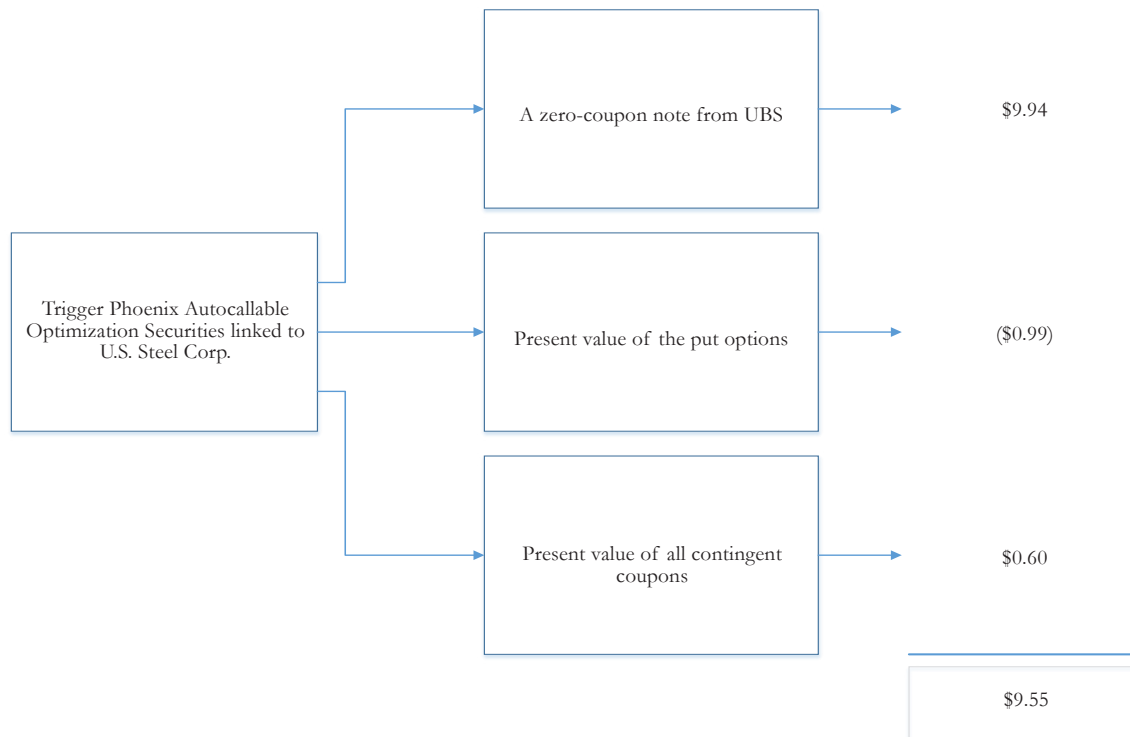 A zero-coupon note from UBS
$9.94
Trigger Phoenix Autocallable
Optimization Securities linked to
U.S. Steel Corp.
Present value of the put options
($0.99)
Present value of all contingent
coupons
$0.60
$9.55